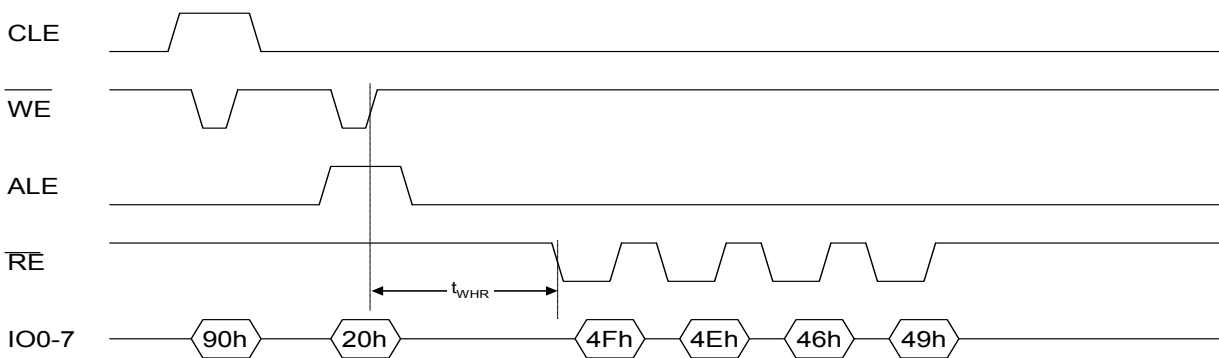 CLE
WE
ALE
RE
tWHR
IO0-7 90h 20h 4Fh 4Eh 46h 49h